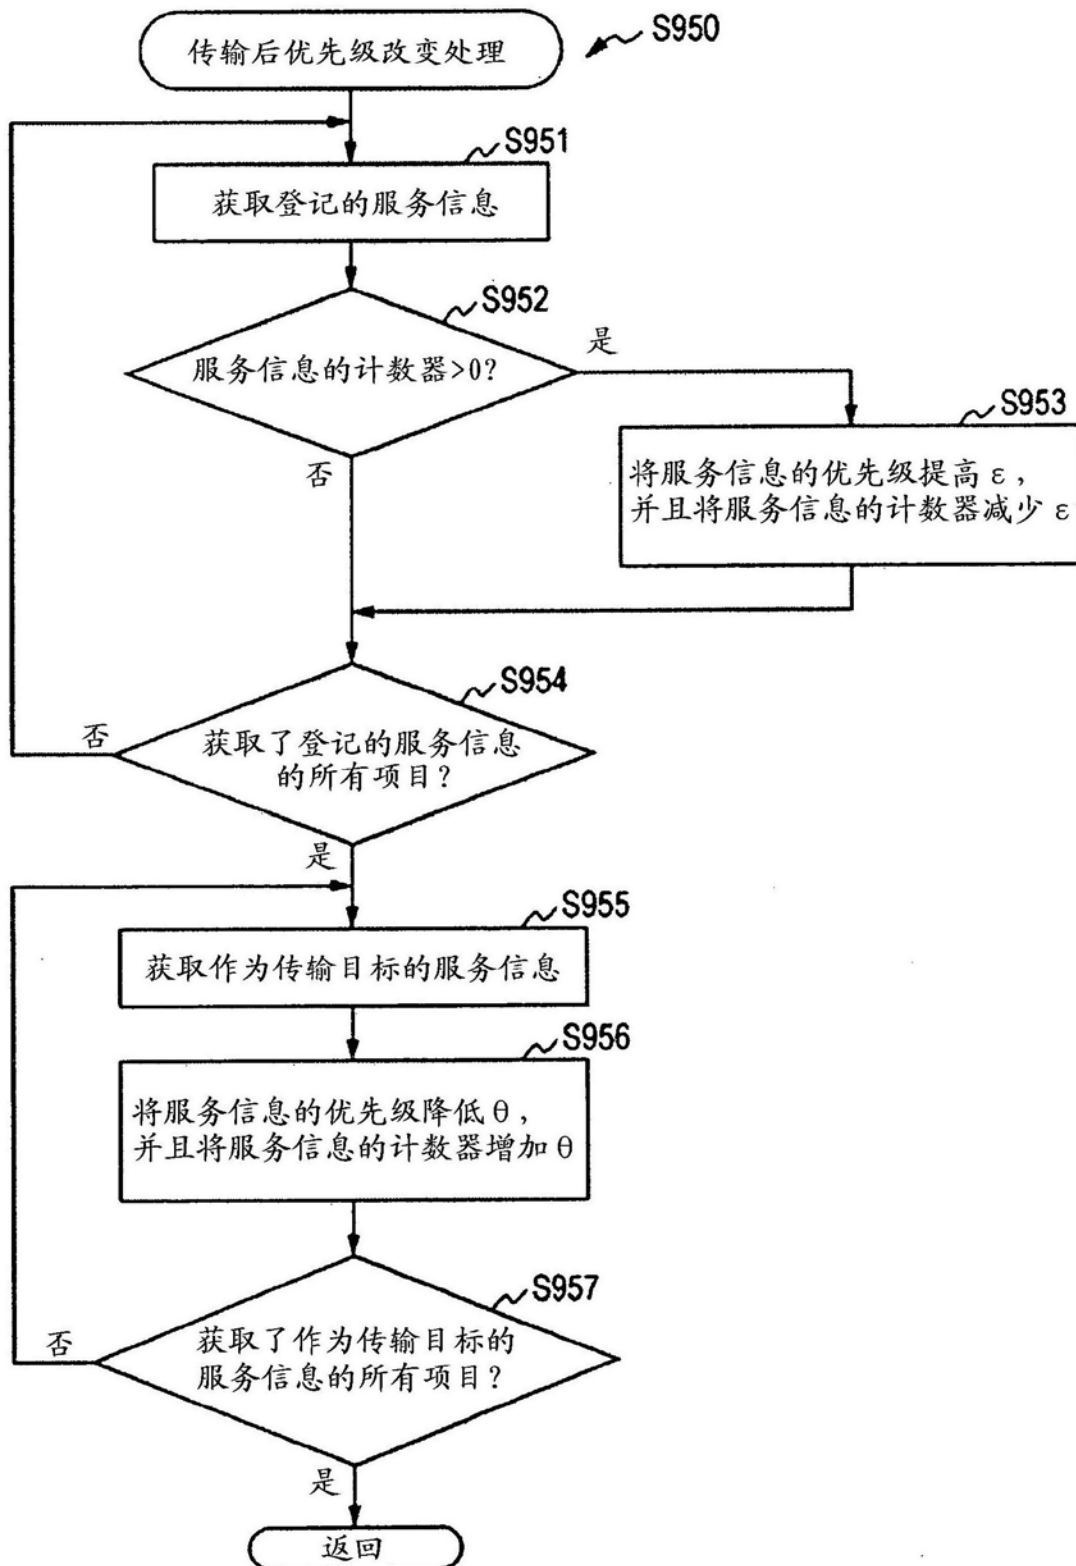 传输后优先级改变处理
S950
S951
获取登记的服务信息
S952
服务信息的计数器>0?
是
否
S953
将服务信息的优先级提高 ε,
并且将服务信息的计数器减少 ε
S954
获取了登记的服务信息
的所有项目?
否
是
S955
获取作为传输目标的服务信息
S956
将服务信息的优先级降低 θ,
并且将服务信息的计数器增加 θ
S957
获取了作为传输目标的
服务信息的所有项目?
否
是
返回